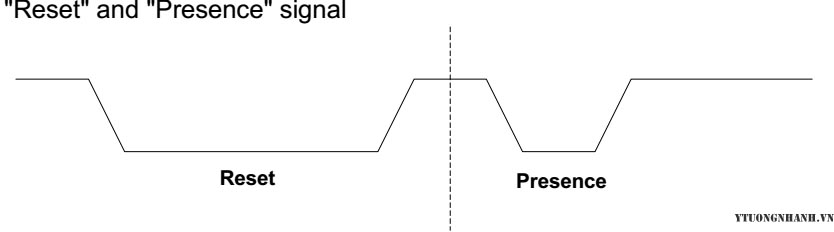 "Reset" and "Presence" signal
Reset
Presence
YTUONGNHANH.VN